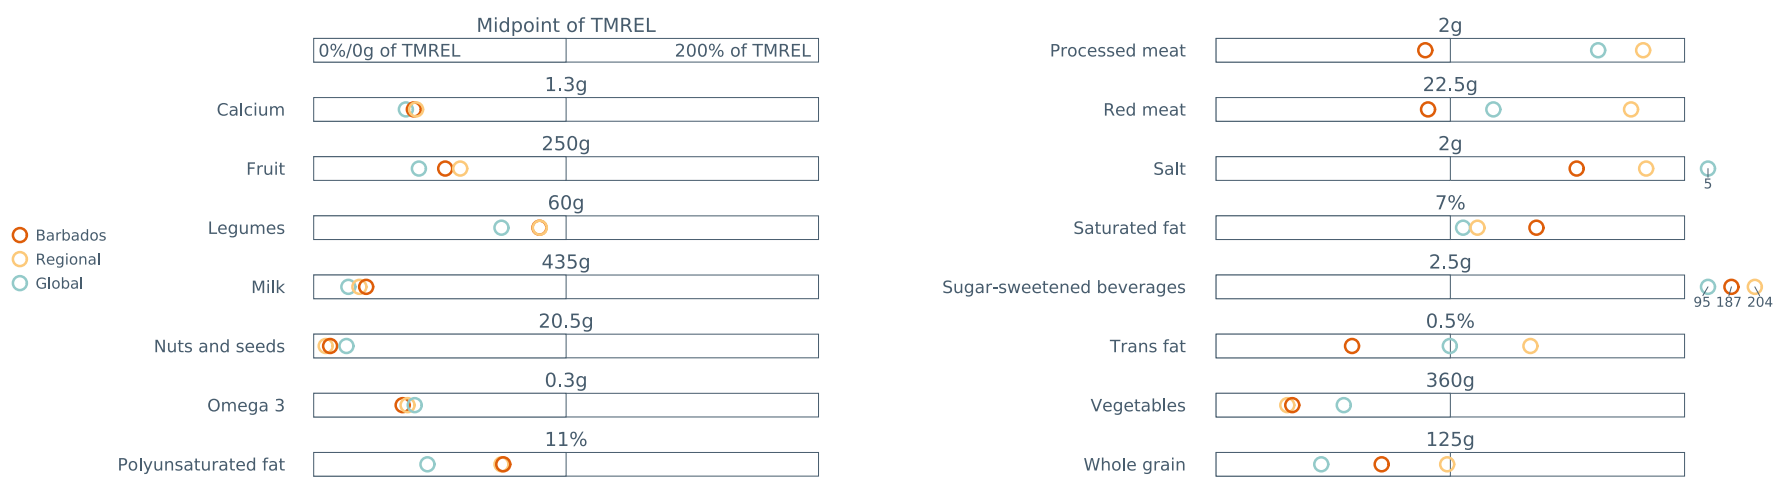 Midpoint of TMREL
0%/0g of TMREL 200% of TMREL
1.3g
Calcium
250g
Fruit
60g
Legumes
435g
Milk
20.5g
Nuts and seeds
0.3g
Omega 3
11%
Polyunsaturated fat
Barbados
Regional
Global
2g
Processed meat
22.5g
Red meat
2g
Salt
5
7%
Saturated fat
2.5g
Sugar-sweetened beverages
95 187 204
0.5%
Trans fat
360g
Vegetables
125g
Whole grain